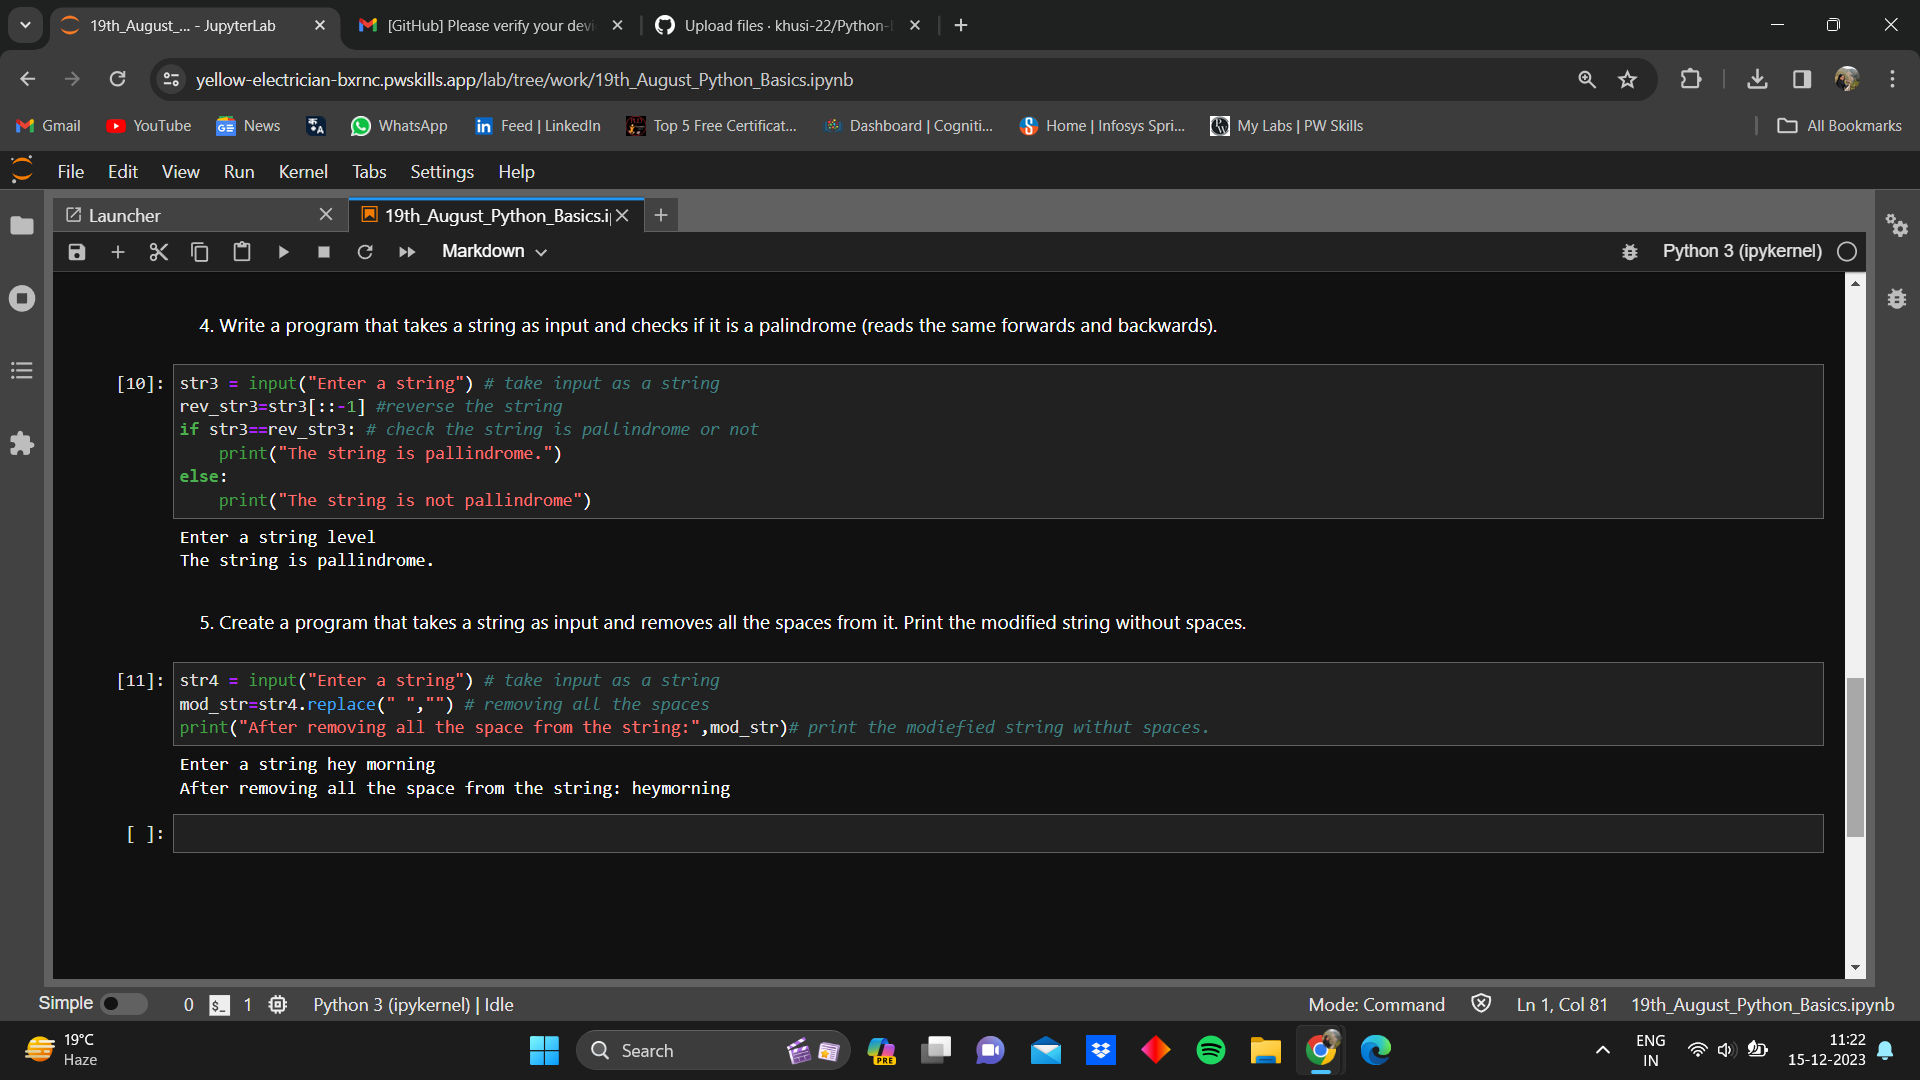 19th_August_... - JupyterLab
[GitHub] Please verify your devi
Upload files · khusi-22/Python-
yellow-electrician-bxrnc.pwskills.app/lab/tree/work/19th_August_Python_Basics.ipynb
Gmail
YouTube
News
WhatsApp
Feed | LinkedIn
Top 5 Free Certificat...
Dashboard | Cogniti...
Home | Infosys Spri...
My Labs | PW Skills
All Bookmarks
File Edit View Run Kernel Tabs Settings Help
Launcher
19th_August_Python_Basics.i
Markdown
Python 3 (ipykernel)
4. Write a program that takes a string as input and checks if it is a palindrome (reads the same forwards and backwards).
[10]: str3 = input("Enter a string") # take input as a string
rev_str3=str3[::-1] #reverse the string
if str3==rev_str3: # check the string is pallindrome or not
print("The string is pallindrome.")
else:
print("The string is not pallindrome")
Enter a string level
The string is pallindrome.
5. Create a program that takes a string as input and removes all the spaces from it. Print the modified string without spaces.
[11]: str4 = input("Enter a string") # take input as a string
mod_str=str4.replace(" ","") # removing all the spaces
print("After removing all the space from the string:",mod_str)# print the modiefied string withut spaces.
Enter a string hey morning
After removing all the space from the string: heymorning
[ ]:
Simple 0 $_ 1 Python 3 (ipykernel) | Idle
Mode: Command Ln 1, Col 81 19th_August_Python_Basics.ipynb
19°C
Haze
Search
PRE
ENG
IN
11:22
15-12-2023